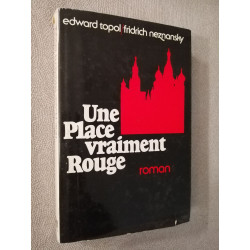 edward topol/fridrich neznansky
Une
Place
vraiment
Rouge
roman